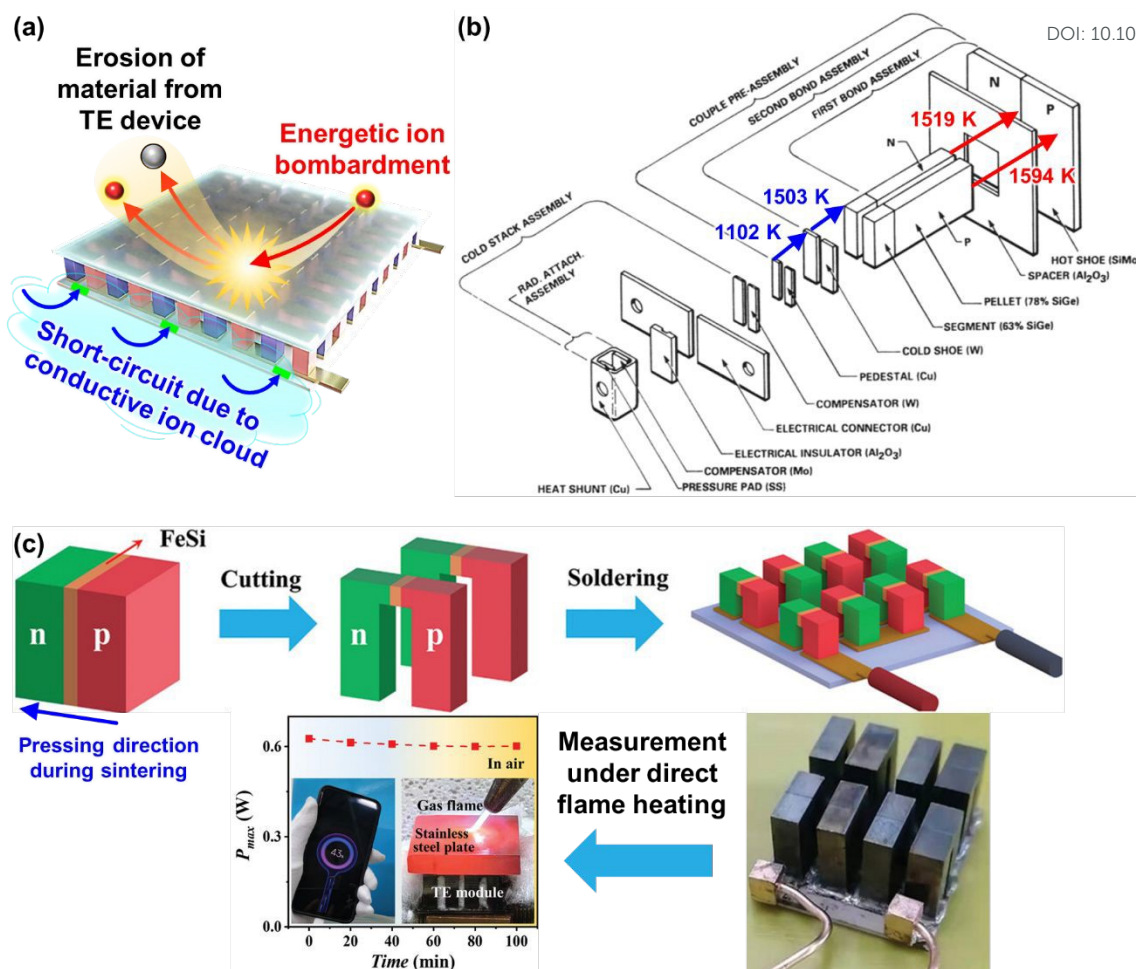 (a)
Erosion of
material from
TE device
Energetic ion
bombardment
Short-circuit due to
conductive ion cloud
(b)
DOI: 10.10
COUPLE PRE-ASSEMBLY
SECOND BOND ASSEMBLY
FIRST BOND ASSEMBLY
COLD STACK ASSEMBLY
RAD. ATTACH.
ASSEMBLY
N
P
1519 K
1594 K
N
1503 K
1102 K
P
HOT SHOE (SiMo
SPACER (Al₂O₃)
PELLET (78% SiGe)
SEGMENT (63% SiGe)
COLD SHOE (W)
PEDESTAL (Cu)
COMPENSATOR (W)
ELECTRICAL CONNECTOR (Cu)
ELECTRICAL INSULATOR (Al₂O₃)
COMPENSATOR (Mo)
PRESSURE PAD (SS)
HEAT SHUNT (Cu)
(c)
FeSi
n
p
Cutting
n
p
Soldering
Pressing direction
during sintering
0.6
0.3
0.0
Pmax (W)
In air
Gas flame
Stainless
steel plate
TE module
43%
0 20 40 60 80 100
Time (min)
Measurement
under direct
flame heating